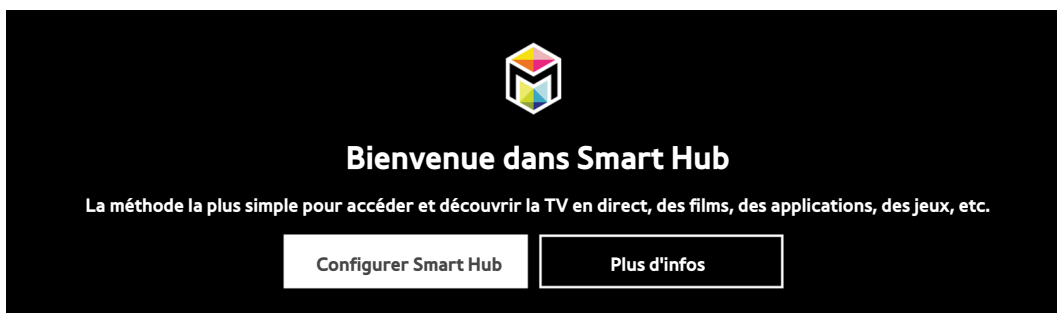 Bienvenue dans Smart Hub
La méthode la plus simple pour accéder et découvrir la TV en direct, des films, des applications, des jeux, etc.
Configurer Smart Hub
Plus d'infos